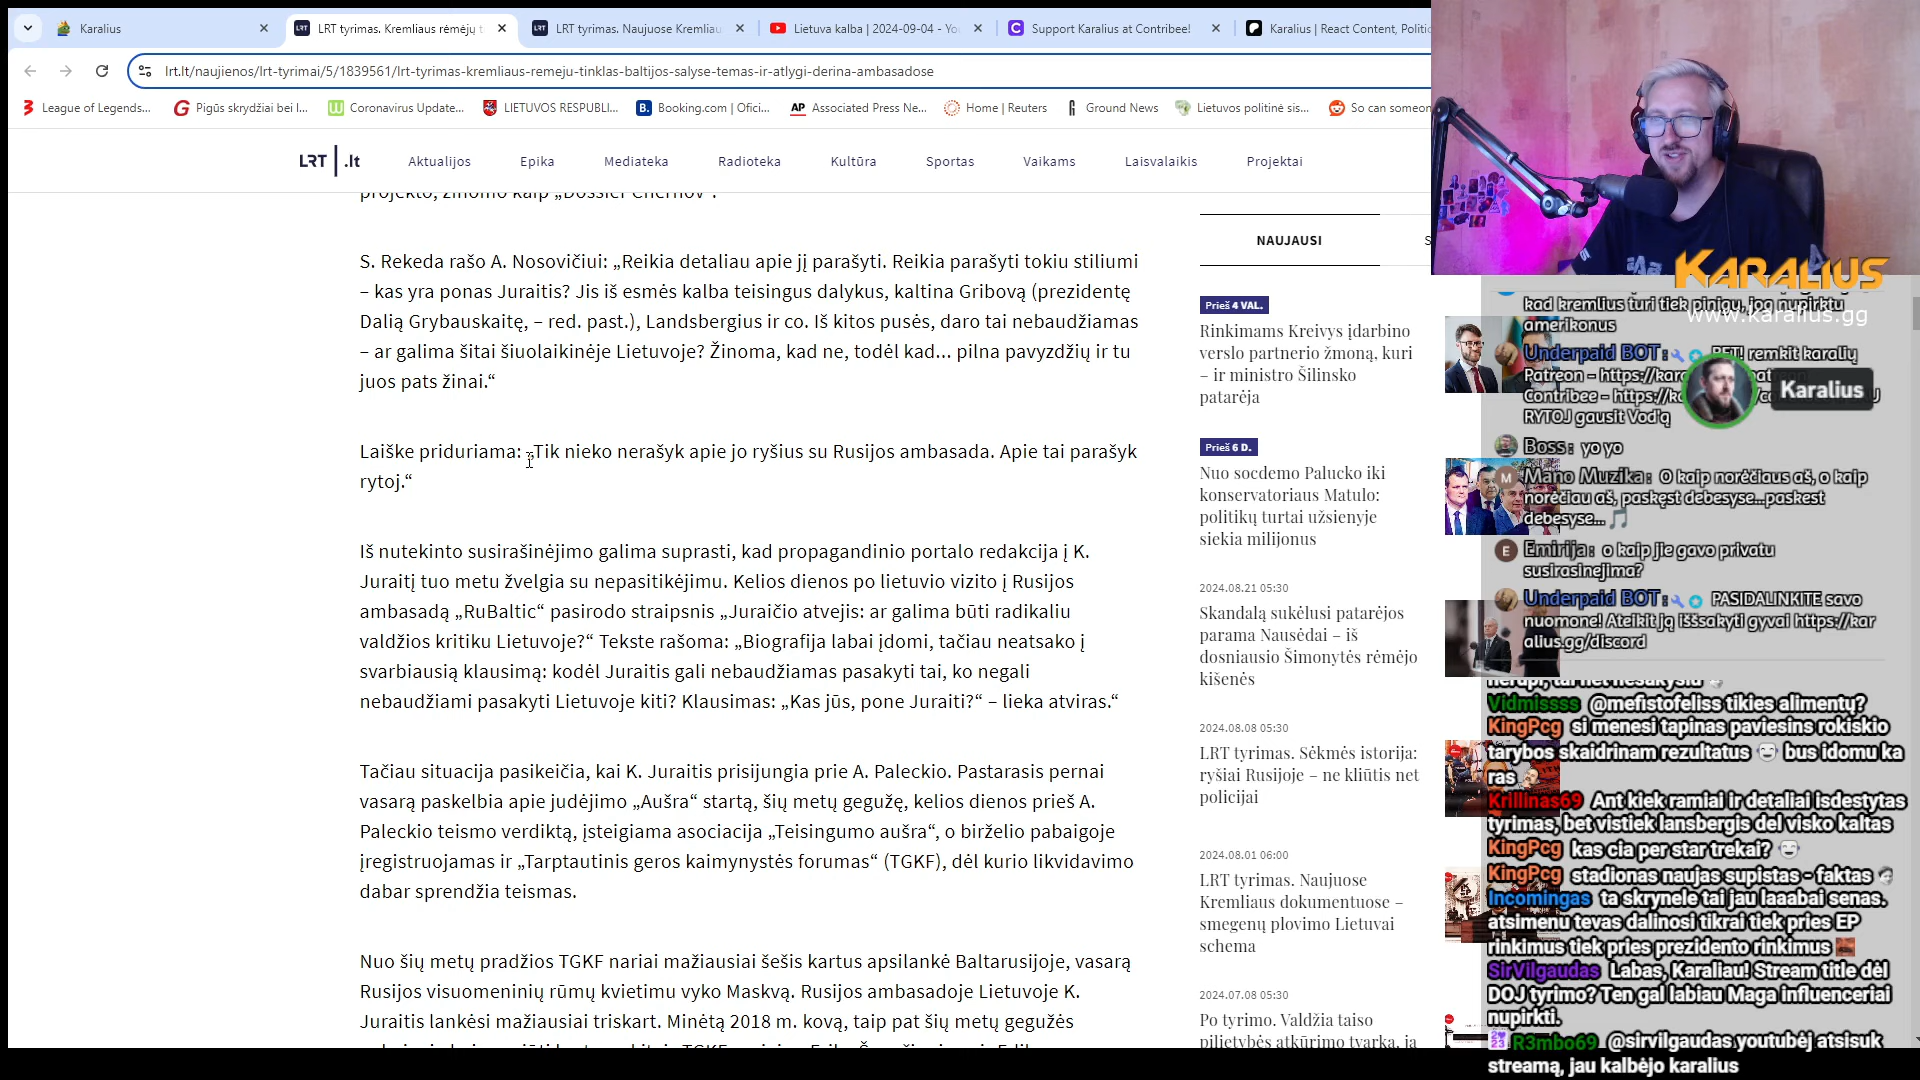 Karalius
LRT tyrimas. Kremliaus rėmėjų t
LRT tyrimas. Naujuose Kremliau
Lietuva kalba | 2024-09-04 - Yo
Support Karalius at Contribee!
Karalius | React Content, Politic
lrt.lt/naujienos/lrt-tyrimai/5/1839561/lrt-tyrimas-kremliaus-remeju-tinklas-baltijos-salyse-temas-ir-atlygi-derina-ambasadose
League of Legends...
Pigūs skrydžiai bei l...
Coronavirus Update...
LIETUVOS RESPUBLI...
Booking.com | Ofici...
Associated Press Ne...
Home | Reuters
Ground News
Lietuvos politinė sis...
So can someon
LRT .lt
Aktualijos
Epika
Mediateka
Radioteka
Kultūra
Sportas
Vaikams
Laisvalaikis
Projektai
projekto, žinomo kaip „Dossier Chernov“.
S. Rekeda rašo A. Nosovičiui: „Reikia detaliau apie jį parašyti. Reikia parašyti tokiu stiliumi
– kas yra ponas Juraitis? Jis iš esmės kalba teisingus dalykus, kaltina Gribovą (prezidentę
Dalią Grybauskaitę, – red. past.), Landsbergius ir co. Iš kitos pusės, daro tai nebaudžiamas
– ar galima šitai šiuolaikinėje Lietuvoje? Žinoma, kad ne, todėl kad... pilna pavyzdžių ir tu
juos pats žinai.“
Laiške priduriama: „Tik nieko nerašyk apie jo ryšius su Rusijos ambasada. Apie tai parašyk
rytoj.“
Iš nutekinto susirašinėjimo galima suprasti, kad propagandinio portalo redakcija į K.
Juraitį tuo metu žvelgia su nepasitikėjimu. Kelios dienos po lietuvio vizito į Rusijos
ambasadą „RuBaltic“ pasirodo straipsnis „Juraičio atvejis: ar galima būti radikaliu
valdžios kritiku Lietuvoje?“ Tekste rašoma: „Biografija labai įdomi, tačiau neatsako į
svarbiausią klausimą: kodėl Juraitis gali nebaudžiamas pasakyti tai, ko negali
nebaudžiami pasakyti Lietuvoje kiti? Klausimas: „Kas jūs, pone Juraiti?“ – lieka atviras.“
Tačiau situacija pasikeičia, kai K. Juraitis prisijungia prie A. Paleckio. Pastarasis pernai
vasarą paskelbia apie judėjimo „Aušra“ startą, šių metų gegužę, kelios dienos prieš A.
Paleckio teismo verdiktą, įsteigiama asociacija „Teisingumo aušra“, o birželio pabaigoje
įregistruojamas ir „Tarptautinis geros kaimynystės forumas“ (TGKF), dėl kurio likvidavimo
dabar sprendžia teismas.
Nuo šių metų pradžios TGKF nariai mažiausiai šešis kartus apsilankė Baltarusijoje, vasarą
Rusijos visuomeninių rūmų kvietimu vyko Maskvą. Rusijos ambasadoje Lietuvoje K.
Juraitis lankėsi mažiausiai triskart. Minėtą 2018 m. kovą, taip pat šių metų gegužės
NAUJAUSI
S
Prieš 4 VAL.
Rinkimams Kreivys įdarbino
verslo partnerio žmoną, kuri
– ir ministro Šilinsko
patarėja
Prieš 6 D.
Nuo socdemo Palucko iki
konservatoriaus Matulo:
politikų turtai užsienyje
siekia milijonus
2024.08.21 05:30
Skandalą sukėlusi patarėjos
parama Nausėdai – iš
dosniausio Šimonytės rėmėjo
kišenės
2024.08.08 05:30
LRT tyrimas. Sėkmės istorija:
ryšiai Rusijoje – ne kliūtis net
policijai
2024.08.01 06:00
LRT tyrimas. Naujuose
Kremliaus dokumentuose –
smegenų plovimo Lietuvai
schema
2024.07.08 05:30
Po tyrimo. Valdžia taiso
pilietybės atkūrimo tvarką, ją
KARALIUS
www.karalius.gg
kad kremlius turi tiek pinigų, jog nupirktu
amerikonus
Underpaid BOT: BET! remkit karalių
Patreon - https://kara
Contribee - https://k
RYTOJ gausit Vod'q
Karalius
Boss: yo yo
Mano Muzika: O kaip norėčiaus aš, o kaip
norėčiau aš, paskęst debesyse...paskest
debesyse...
Emirija: o kaip jie gavo privatu
susirasinejima?
Underpaid BOT: PASIDALINKITE savo
nuomone! Ateikit ją iššsakyti gyvai https://kar
alius.gg/discord
Vidmissss @mefistofeliss tikies alimentų?
KingPcg si menesi tapinas paviesins rokiskio
tarybos skaidrinam rezultatus bus idomu ka
ras
Krillinas69 Ant kiek ramiai ir detaliai isdestytas
tyrimas, bet vistiek lansbergis del visko kaltas
KingPcg kas cia per star trekai?
KingPcg stadionas naujas supistas - faktas
Incomingas ta skrynele tai jau laaabai senas.
atsimenu tevas dalinosi tikrai tiek pries EP
rinkimus tiek pries prezidento rinkimus
SirVilgaudas Labas, Karaliau! Stream title dėl
DOJ tyrimo? Ten gal labiau Maga influenceriai
nupirkti.
R3mbo69 @sirvilgaudas youtubėj atsisuk
streamą, jau kalbėjo karalius